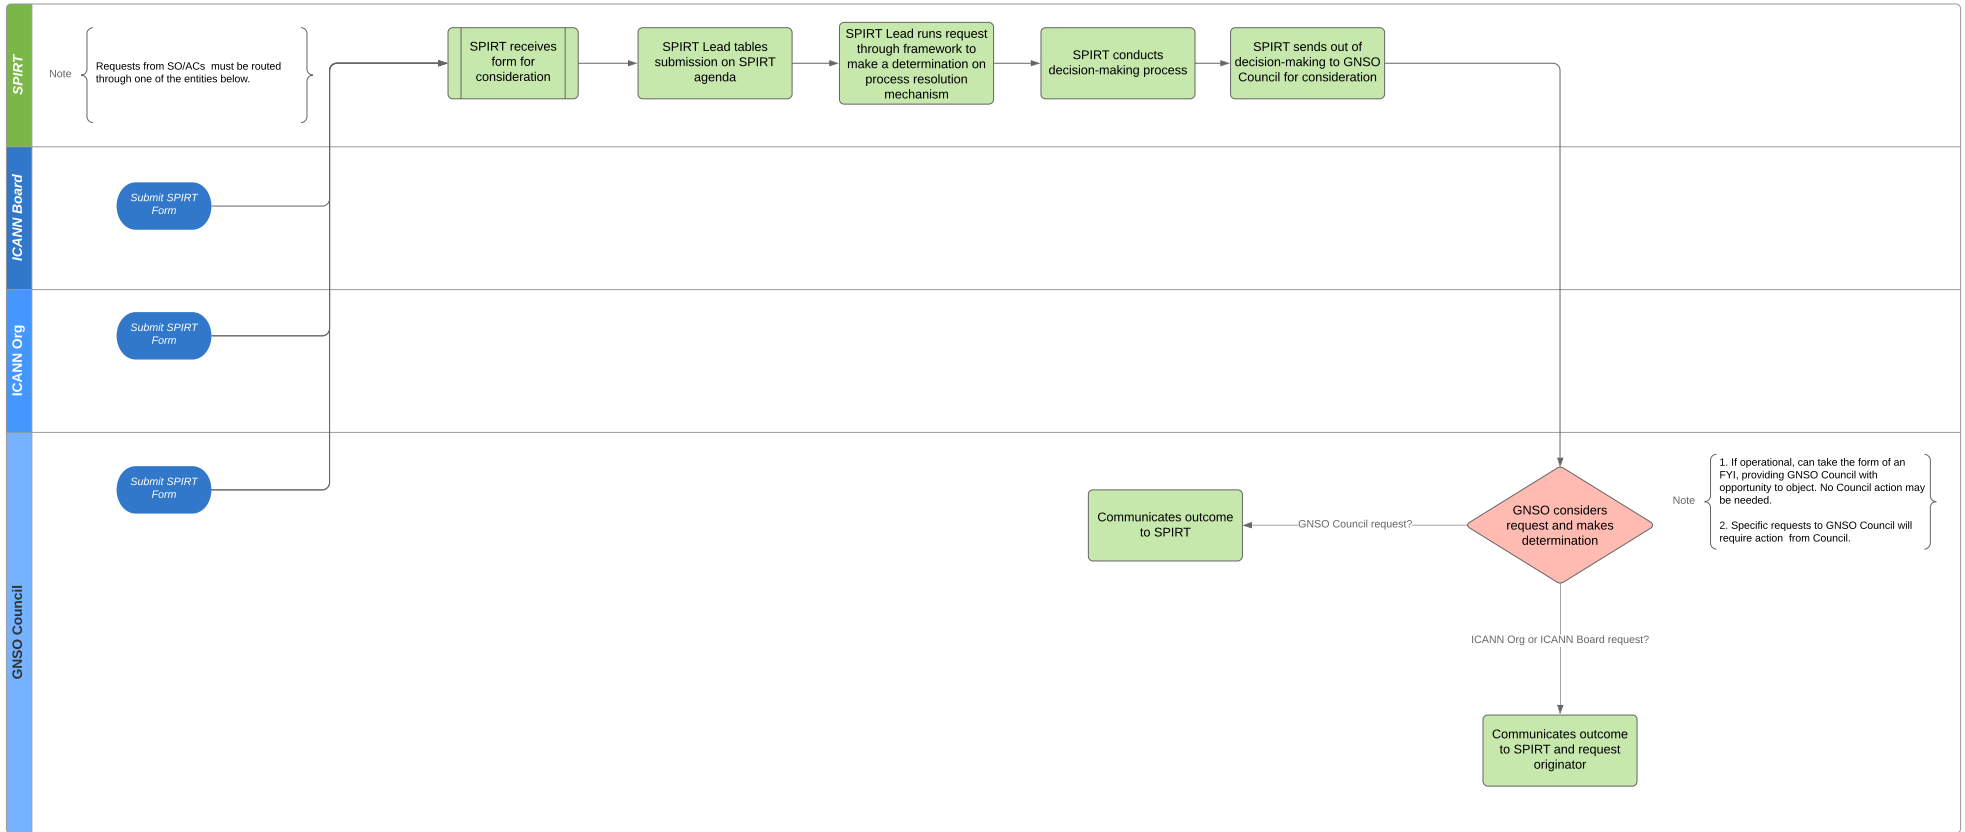 SPIRT
Note
Requests from SO/ACs  must be routed
through one of the entities below.
SPIRT receives
form for
consideration
SPIRT Lead tables
submission on SPIRT
agenda
SPIRT Lead runs request
through framework to
make a determination on
process resolution
mechanism
SPIRT conducts
decision-making process
SPIRT sends out of
decision-making to GNSO
Council for consideration
ICANN Board
Submit SPIRT
Form
ICANN Org
Submit SPIRT
Form
GNSO Council
Submit SPIRT
Form
Communicates outcome
to SPIRT
GNSO Council request?
GNSO considers
request and makes
determination
Note
1. If operational, can take the form of an
FYI, providing GNSO Council with
opportunity to object. No Council action may
be needed.
2. Specific requests to GNSO Council will
require action  from Council.
ICANN Org or ICANN Board request?
Communicates outcome
to SPIRT and request
originator